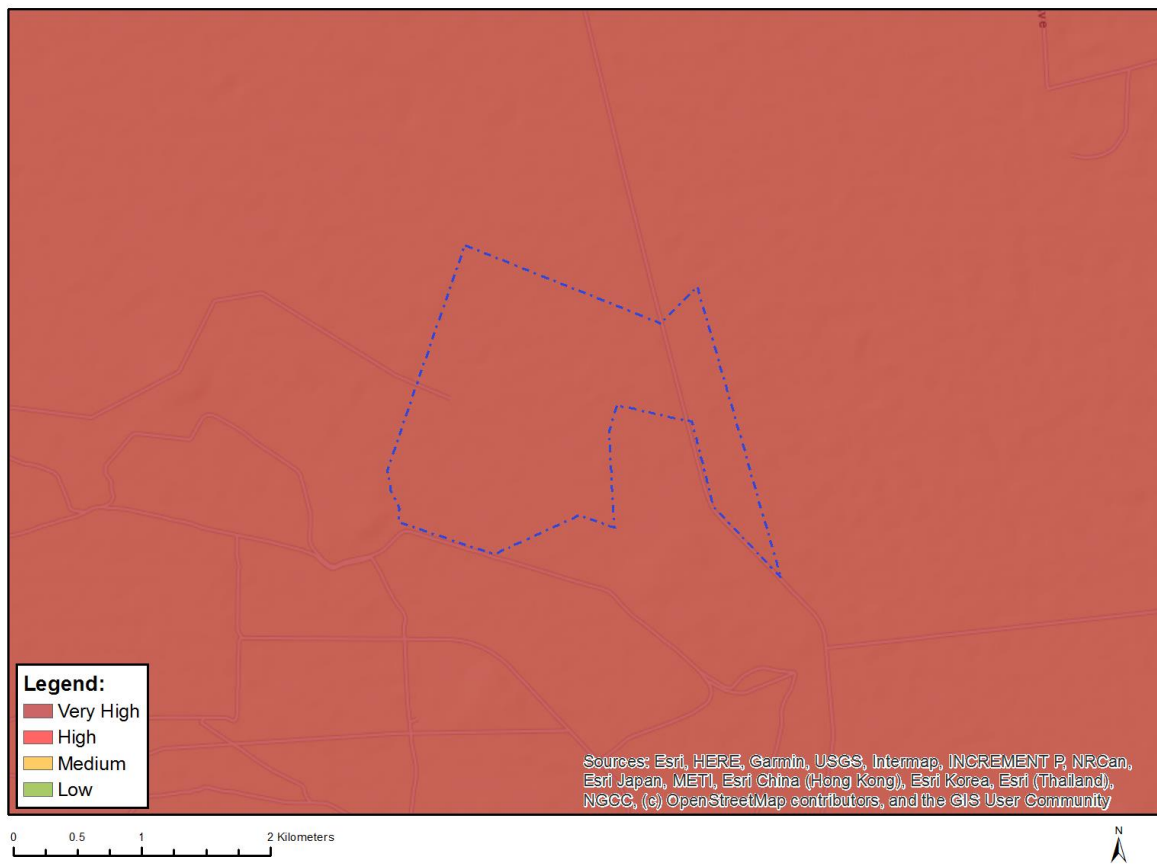 ve
Legend:
Very High
High
Medium
Low
Sources: Esri, HERE, Garmin, USGS, Intermap, INCREMENT P, NRCan,
Esri Japan, METI, Esri China (Hong Kong), Esri Korea, Esri (Thailand),
NGCC, (c) OpenStreetMap contributors, and the GIS User Community
0 0.5 1 2 Kilometers
N